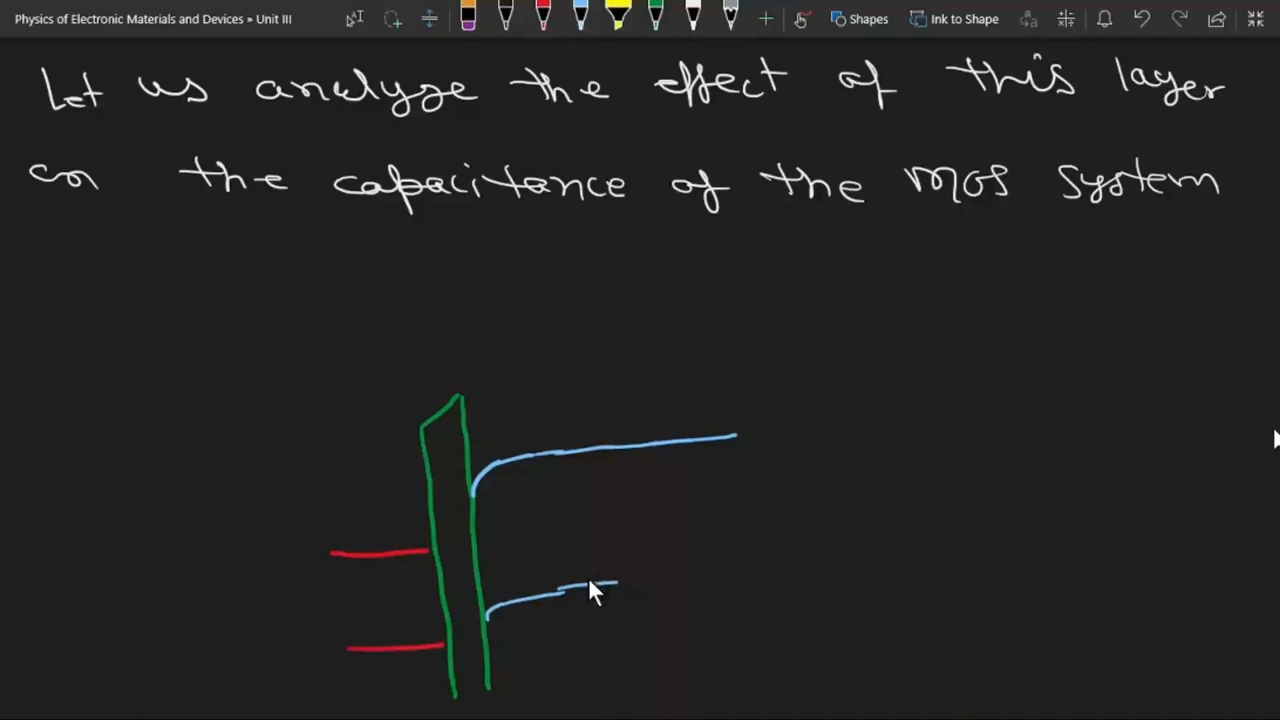 Physics of Electronic Materials and Devices » Unit III
Shapes
Ink to Shape
Let us analyze the effect of this layer
on the capacitance of the MOS system